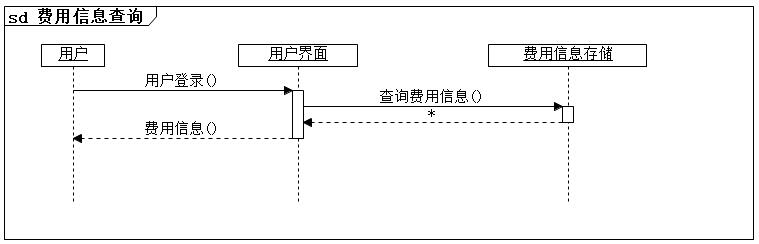 sd 费用信息查询
用户
用户界面
费用信息存储
用户登录()
查询费用信息()
*
费用信息()